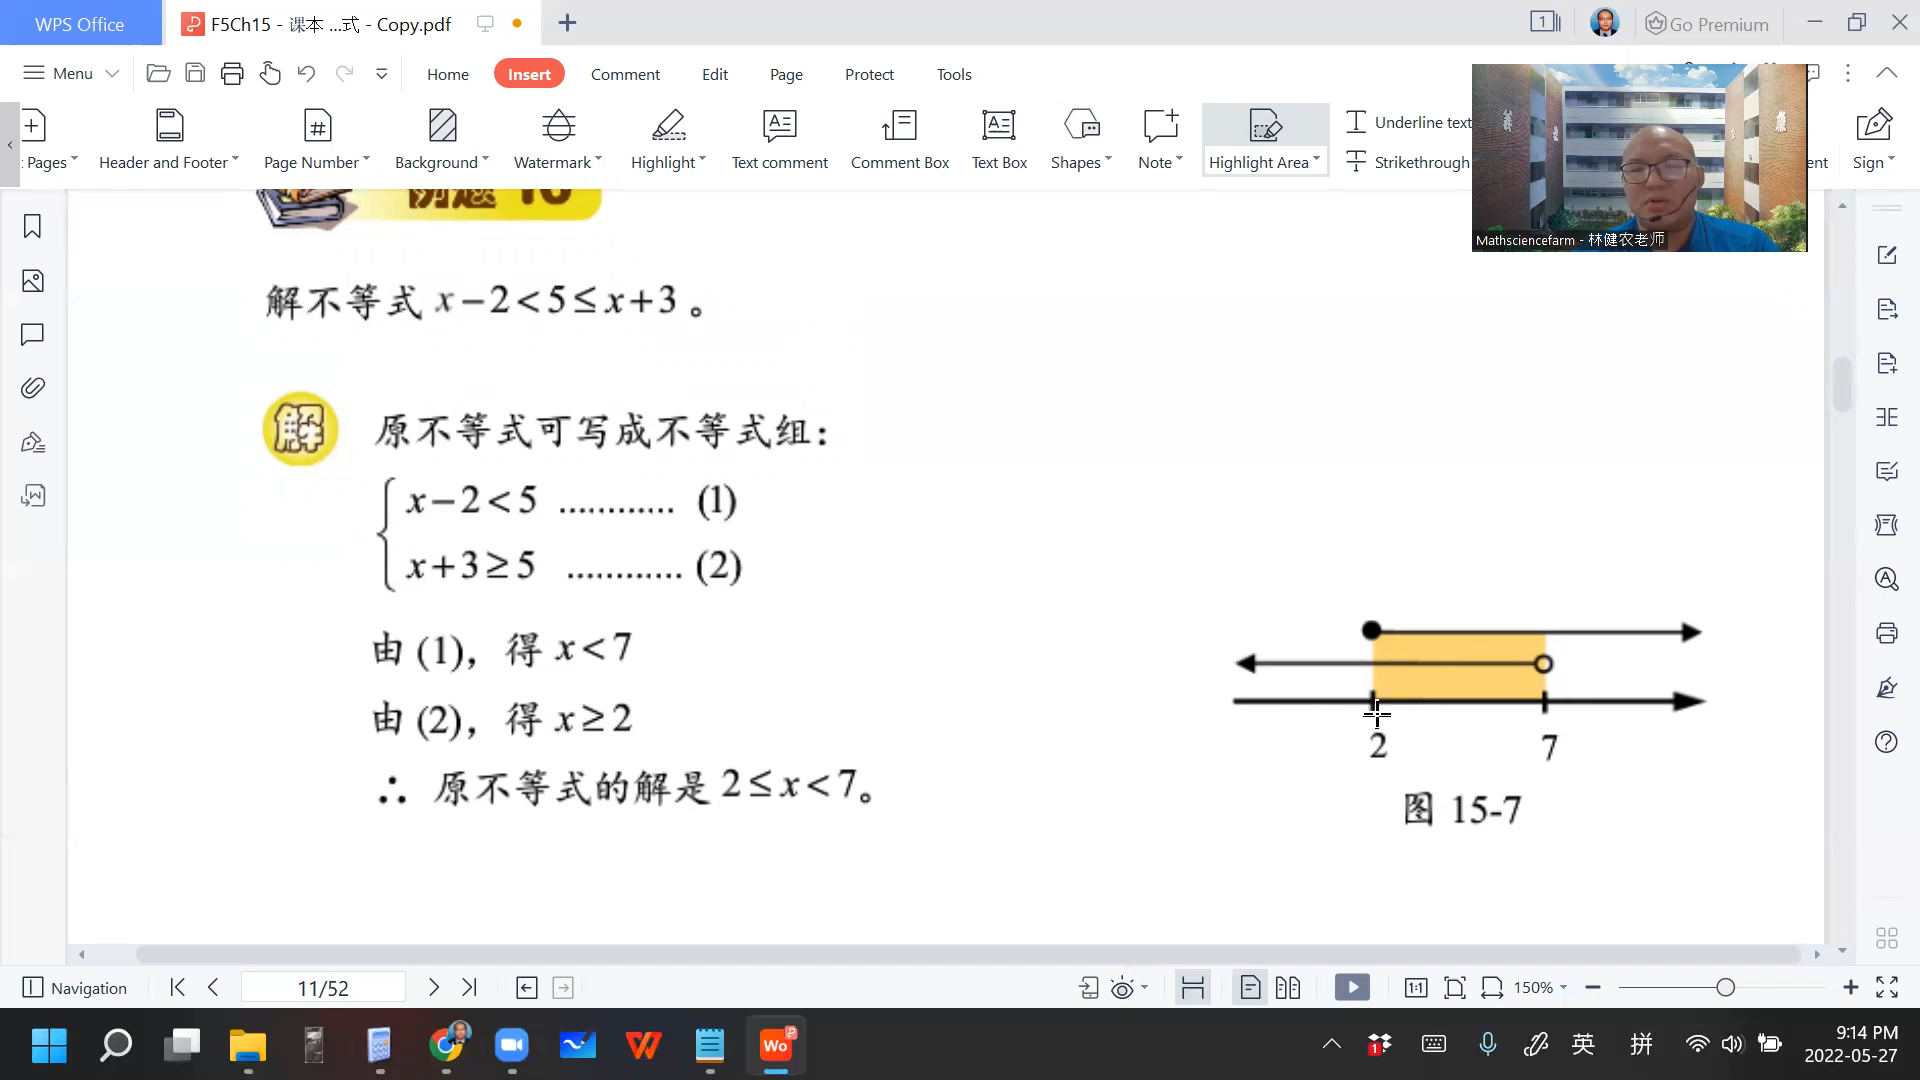 WPS Office
F5Ch15 - 课本 ...式 - Copy.pdf
1
Go Premium
Menu
Home
Insert
Comment
Edit
Page
Protect
Tools
Pages
Header and Footer
Page Number
Background
Watermark
Highlight
Text comment
Comment Box
Text Box
Shapes
Note
Highlight Area
Underline text
Strikethrough
Sign
Mathsciencefarm - 林健农老师
解不等式 x−2<5≤x+3 。
解 原不等式可写成不等式组：
x−2<5 ............ (1)
x+3≥5 ............ (2)
由 (1)，得 x<7
由 (2)，得 x≥2
∴ 原不等式的解是 2≤x<7。
2 7
图 15-7
Navigation
11/52
1:1
150%
Wo
1
英
拼
9:14 PM
2022-05-27